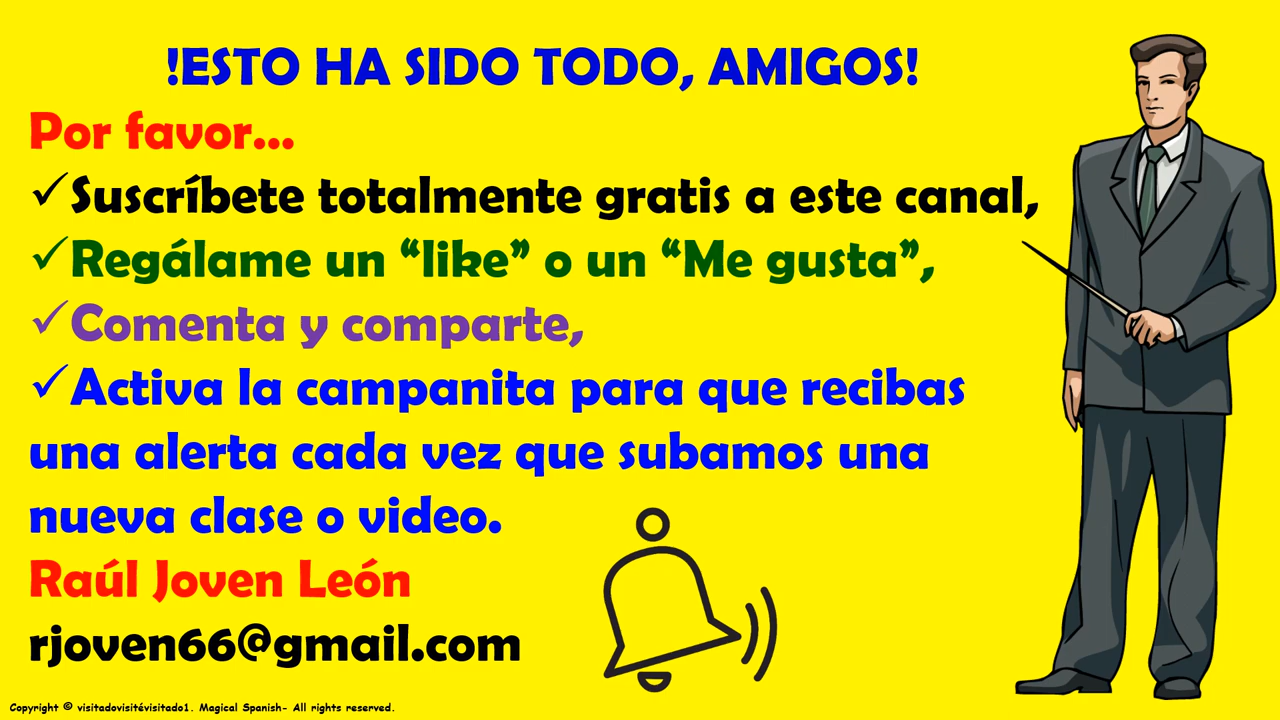 !ESTO HA SIDO TODO, AMIGOS!
Por favor...
✓Suscríbete totalmente gratis a este canal,
✓Regálame un “like” o un “Me gusta”,
✓Comenta y comparte,
✓Activa la campanita para que recibas
una alerta cada vez que subamos una
nueva clase o video.
Raúl Joven León
rjoven66@gmail.com
Copyright © visitadovisitévisitado1. Magical Spanish- All rights reserved.